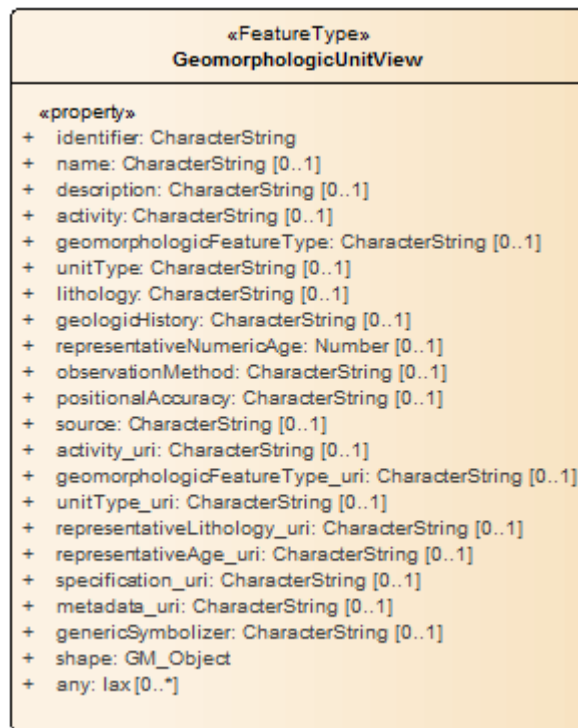 «FeatureType»
GeomorphologicUnitView
«property»
+ identifier: CharacterString
+ name: CharacterString [0..1]
+ description: CharacterString [0..1]
+ activity: CharacterString [0..1]
+ geomorphologicFeatureType: CharacterString [0..1]
+ unitType: CharacterString [0..1]
+ lithology: CharacterString [0..1]
+ geologicHistory: CharacterString [0..1]
+ representativeNumericAge: Number [0..1]
+ observationMethod: CharacterString [0..1]
+ positionalAccuracy: CharacterString [0..1]
+ source: CharacterString [0..1]
+ activity_uri: CharacterString [0..1]
+ geomorphologicFeatureType_uri: CharacterString [0..1]
+ unitType_uri: CharacterString [0..1]
+ representativeLithology_uri: CharacterString [0..1]
+ representativeAge_uri: CharacterString [0..1]
+ specification_uri: CharacterString [0..1]
+ metadata_uri: CharacterString [0..1]
+ genericSymbolizer: CharacterString [0..1]
+ shape: GM_Object
+ any: lax [0..*]